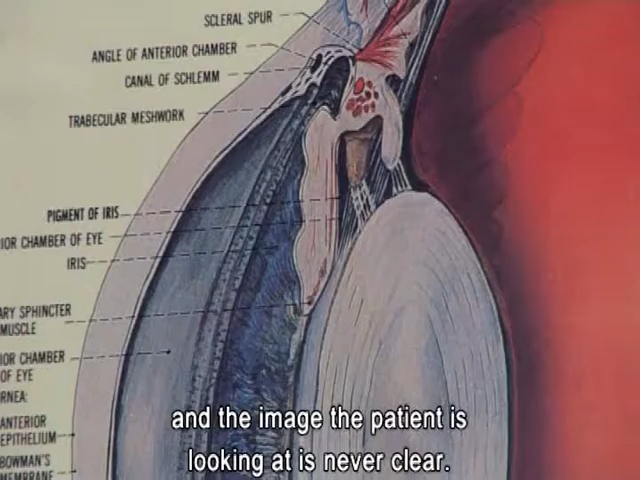 SCLERAL SPUR
ANGLE OF ANTERIOR CHAMBER
CANAL OF SCHLEMM
TRABECULAR MESHWORK
PIGMENT OF IRIS
IOR CHAMBER OF EYE
IRIS
ARY SPHINCTER
MUSCLE
IOR CHAMBER
OF EYE
RNEA:
ANTERIOR
EPITHELIUM
BOWMAN'S
MEMBRANE
and the image the patient is
looking at is never clear.